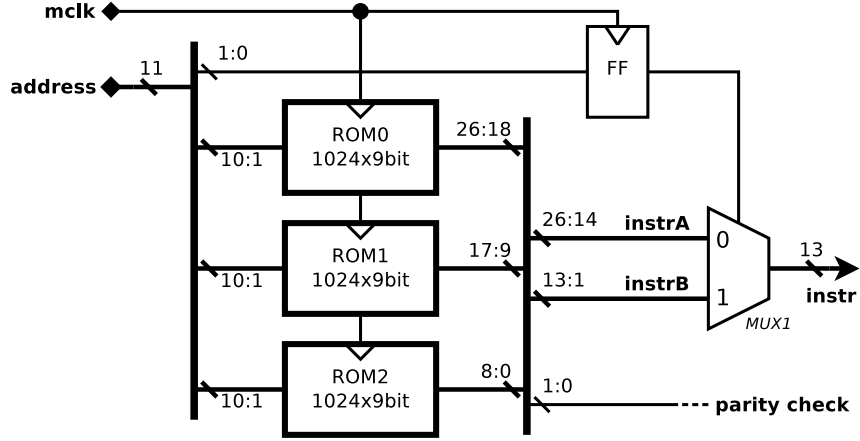 mclk
11
1:0
address
FF
ROM0
1024x9bit
10:1
26:18
26:14
instrA
0
13
instr
ROM1
1024x9bit
10:1
17:9
13:1
instrB
1
MUX1
ROM2
1024x9bit
10:1
8:0
1:0
parity check